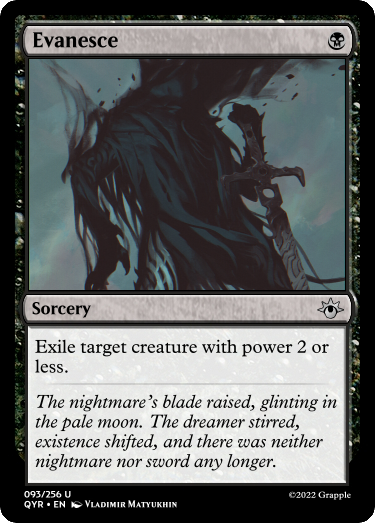 Evanesce
Sorcery
Exile target creature with power 2 or
less.
The nightmare's blade raised, glinting in
the pale moon. The dreamer stirred,
existence shifted, and there was neither
nightmare nor sword any longer.
093/256 U
QYR • EN Vladimir Matyukhin
©2022 Grapple